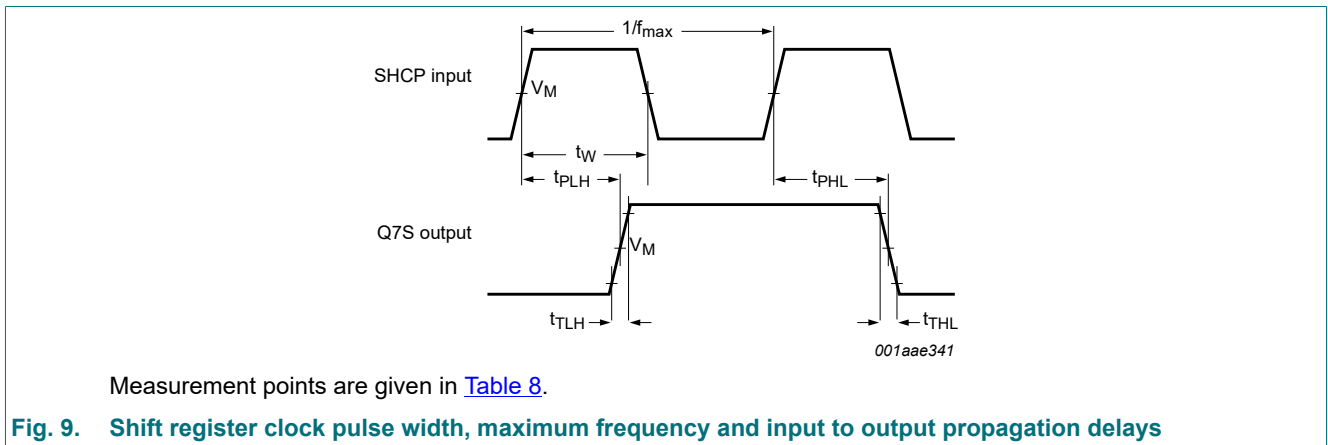 1/fmax
SHCP input
VM
tW
tPLH
tPHL
Q7S output
VM
tTLH
tTHL
001aae341
Measurement points are given in Table 8.
Fig. 9. Shift register clock pulse width, maximum frequency and input to output propagation delays